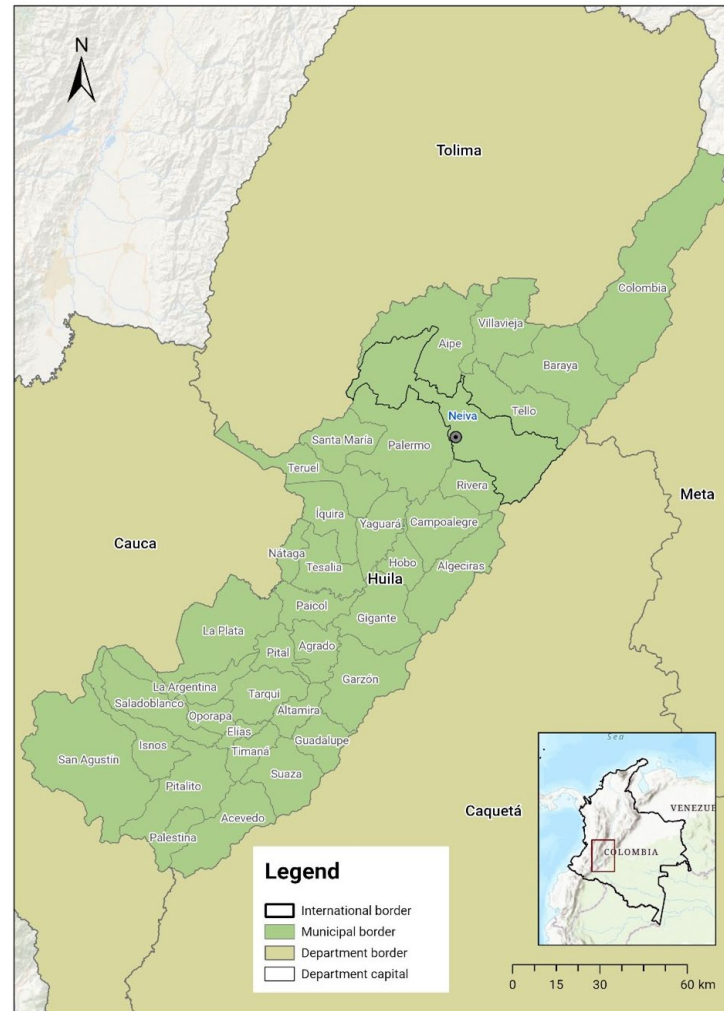 N
Tolima
Colombia
Villavieja
Aipe
Baraya
Tello
Neiva
Santa María
Palermo
Teruel
Rivera
Meta
Íquira
Yaguará
Campoalegre
Cauca
Nátaga
Tesalia
Hobo
Algeciras
Huila
Paicol
Gigante
La Plata
Pital
Agrado
Garzón
La Argentina
Tarqui
Saladoblanco
Oporapa
Altamira
Elías
Guadalupe
Isnos
Timaná
San Agustín
Suaza
Pitalito
Acevedo
Palestina
Caquetá
Sea
VENEZUE
COLOMBIA
Legend
International border
Municipal border
Department border
Department capital
0 15 30 60 km